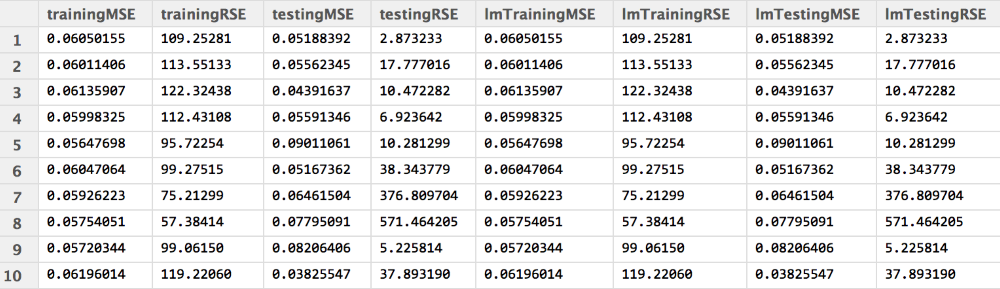 trainingMSE trainingRSE testingMSE testingRSE lmTrainingMSE lmTrainingRSE lmTestingMSE lmTestingRSE
1 0.06050155 109.25281 0.05188392 2.873233 0.06050155 109.25281 0.05188392 2.873233
2 0.06011406 113.55133 0.05562345 17.777016 0.06011406 113.55133 0.05562345 17.777016
3 0.06135907 122.32438 0.04391637 10.472282 0.06135907 122.32438 0.04391637 10.472282
4 0.05998325 112.43108 0.05591346 6.923642 0.05998325 112.43108 0.05591346 6.923642
5 0.05647698 95.72254 0.09011061 10.281299 0.05647698 95.72254 0.09011061 10.281299
6 0.06047064 99.27515 0.05167362 38.343779 0.06047064 99.27515 0.05167362 38.343779
7 0.05926223 75.21299 0.06461504 376.809704 0.05926223 75.21299 0.06461504 376.809704
8 0.05754051 57.38414 0.07795091 571.464205 0.05754051 57.38414 0.07795091 571.464205
9 0.05720344 99.06150 0.08206406 5.225814 0.05720344 99.06150 0.08206406 5.225814
10 0.06196014 119.22060 0.03825547 37.893190 0.06196014 119.22060 0.03825547 37.893190